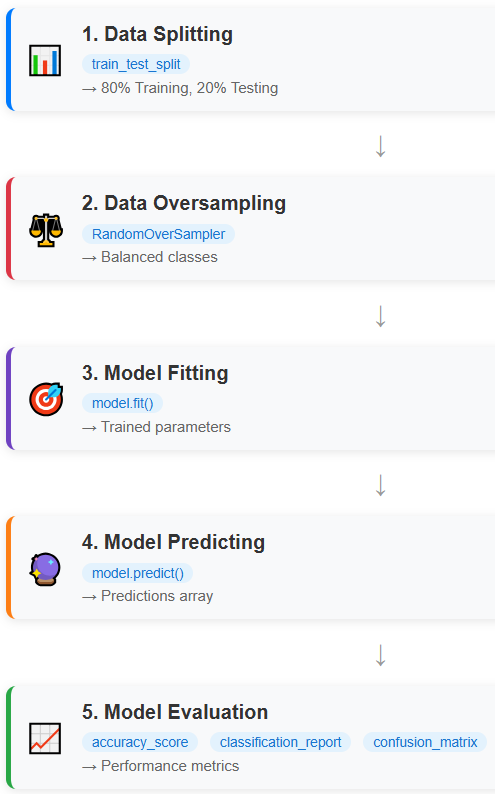 1. Data Splitting
train_test_split
→ 80% Training, 20% Testing
↓
2. Data Oversampling
RandomOverSampler
→ Balanced classes
↓
3. Model Fitting
model.fit()
→ Trained parameters
↓
4. Model Predicting
model.predict()
→ Predictions array
↓
5. Model Evaluation
accuracy_score classification_report confusion_matrix
→ Performance metrics